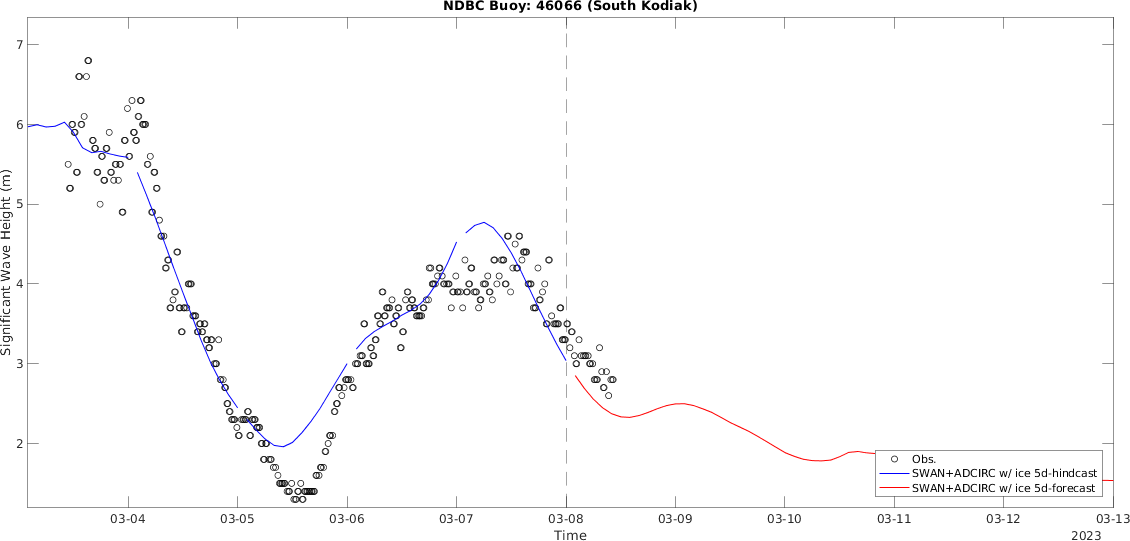 NDBC Buoy: 46066 (South Kodiak)
Significant Wave Height (m)
7
6
5
4
3
2
Obs.
SWAN+ADCIRC w/ ice 5d-hindcast
SWAN+ADCIRC w/ ice 5d-forecast
03-04 03-05 03-06 03-07 03-08 03-09 03-10 03-11 03-12 03-13
Time
2023